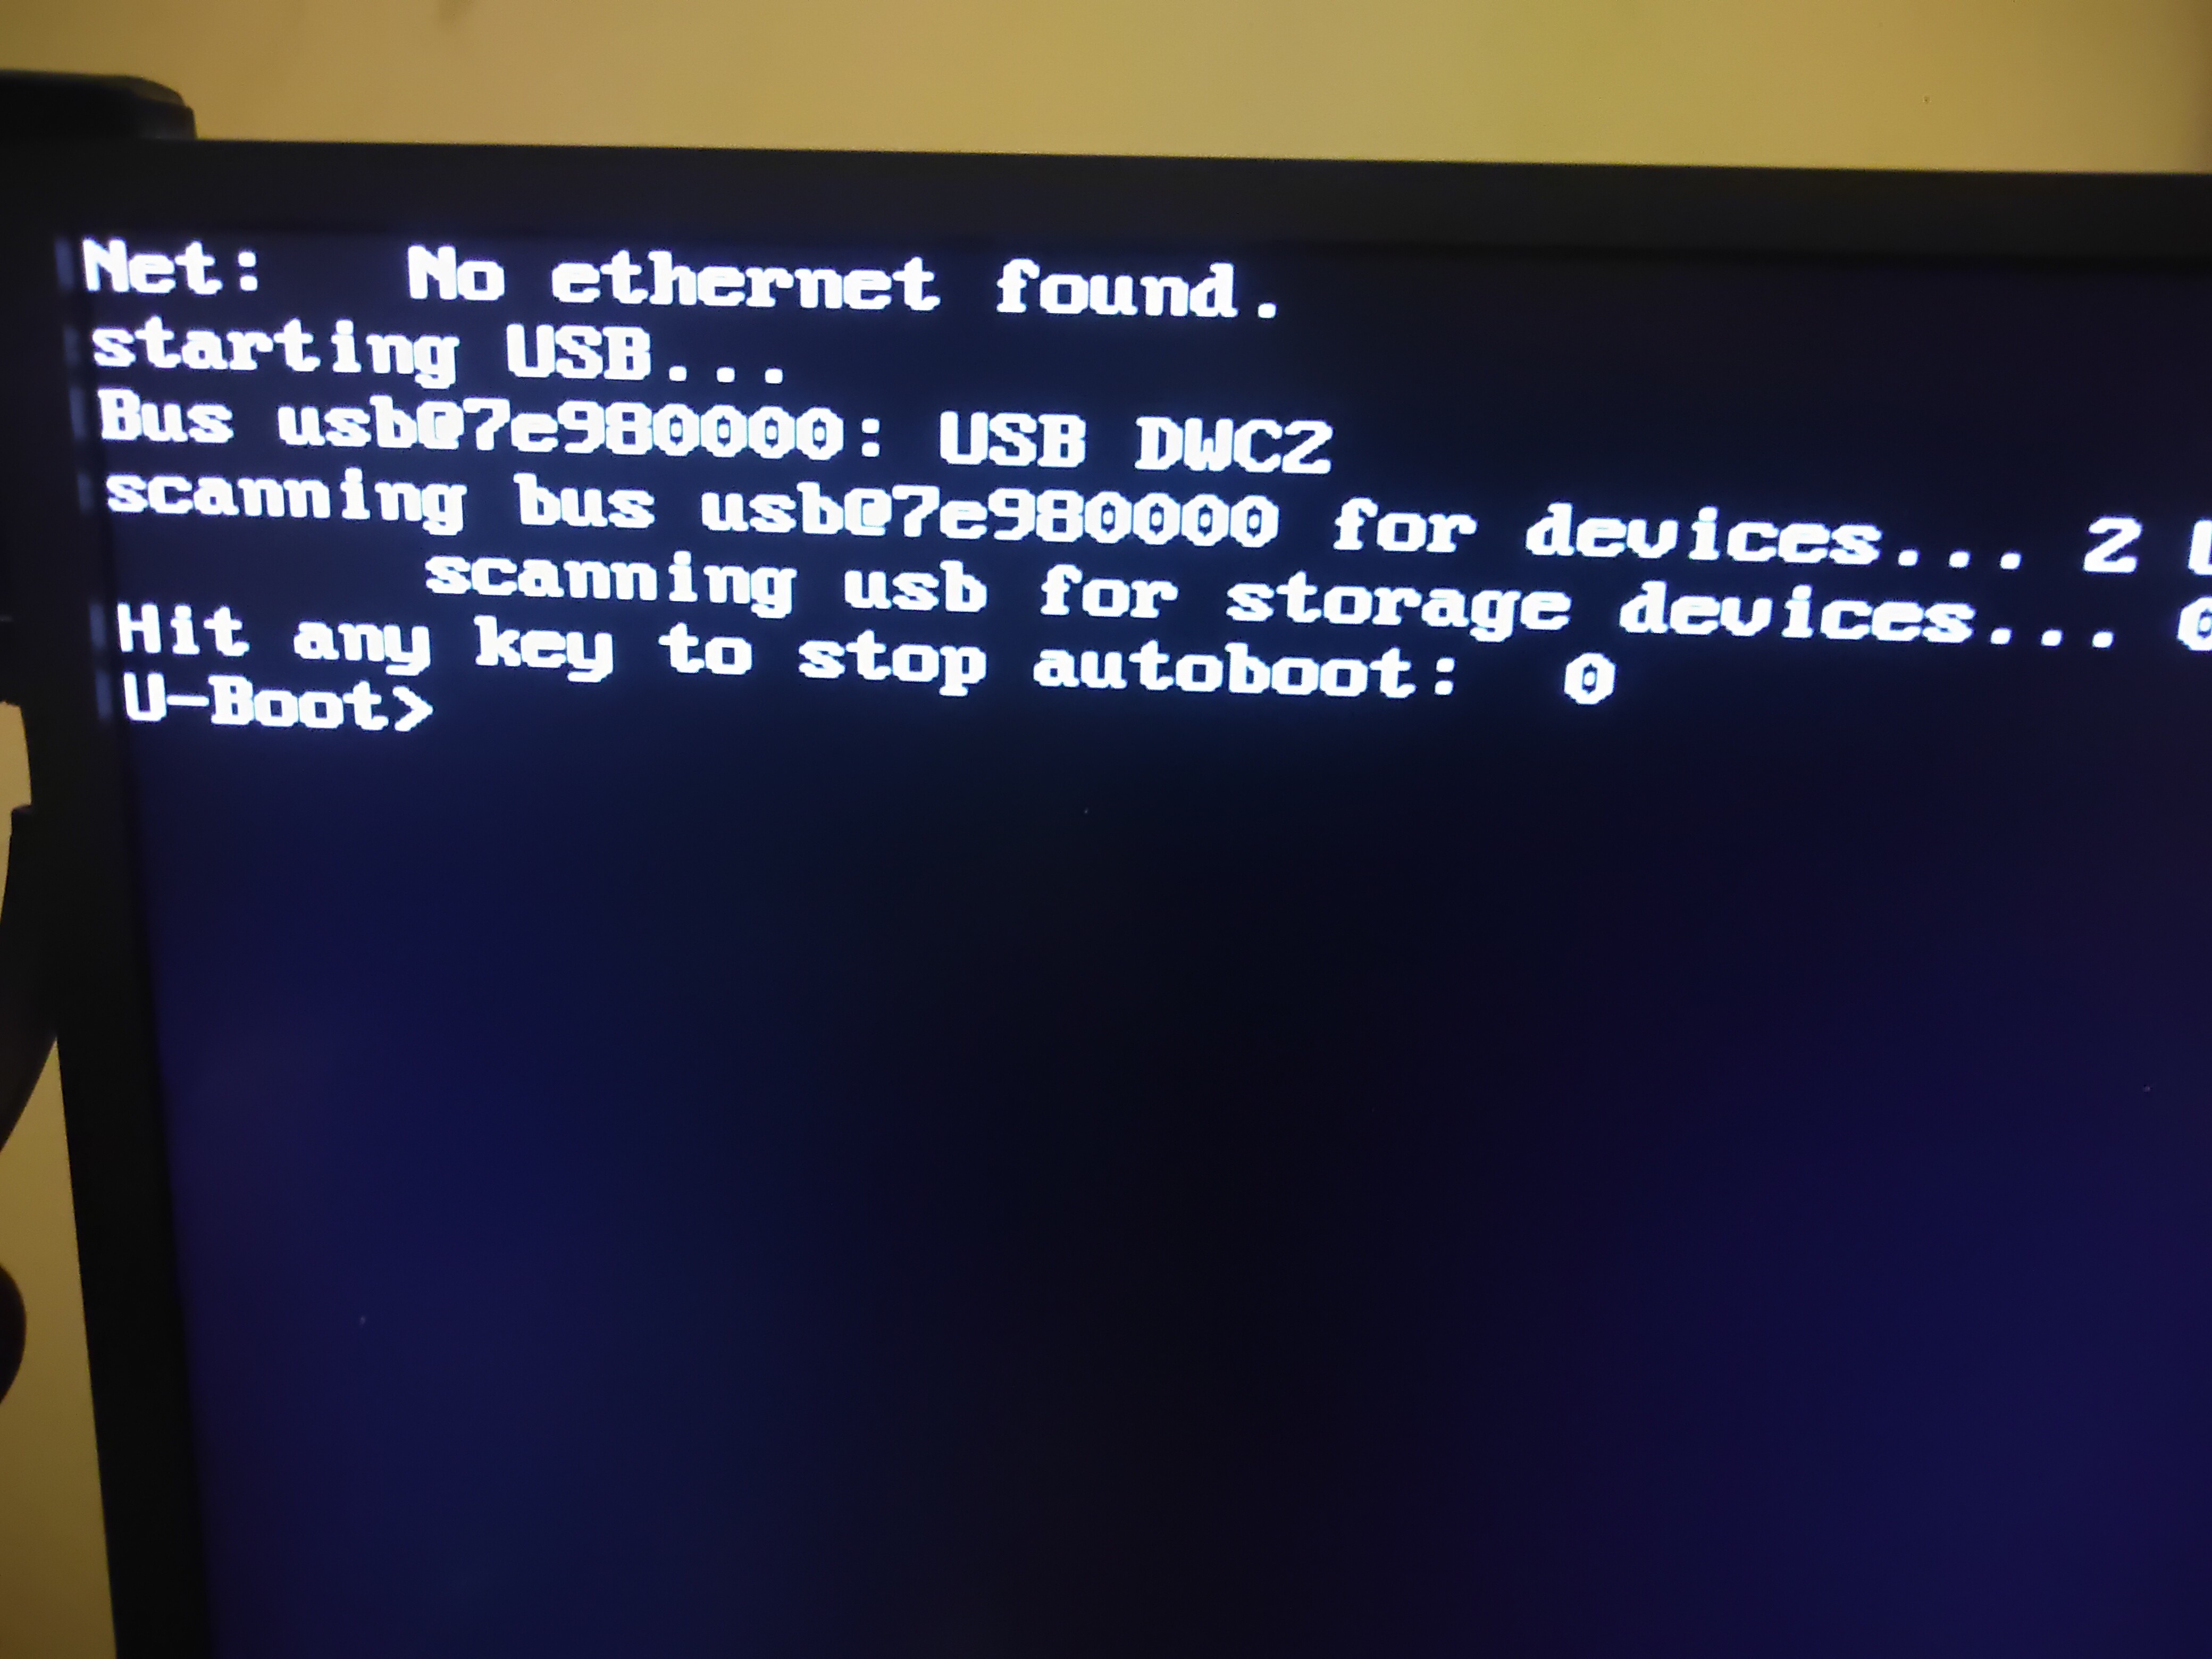 Net:   No ethernet found.
starting USB...
Bus usb@7e980000: USB DWC2
scanning bus usb@7e980000 for devices... 2
       scanning usb for storage devices... 0
Hit any key to stop autoboot:  0
U-Boot>